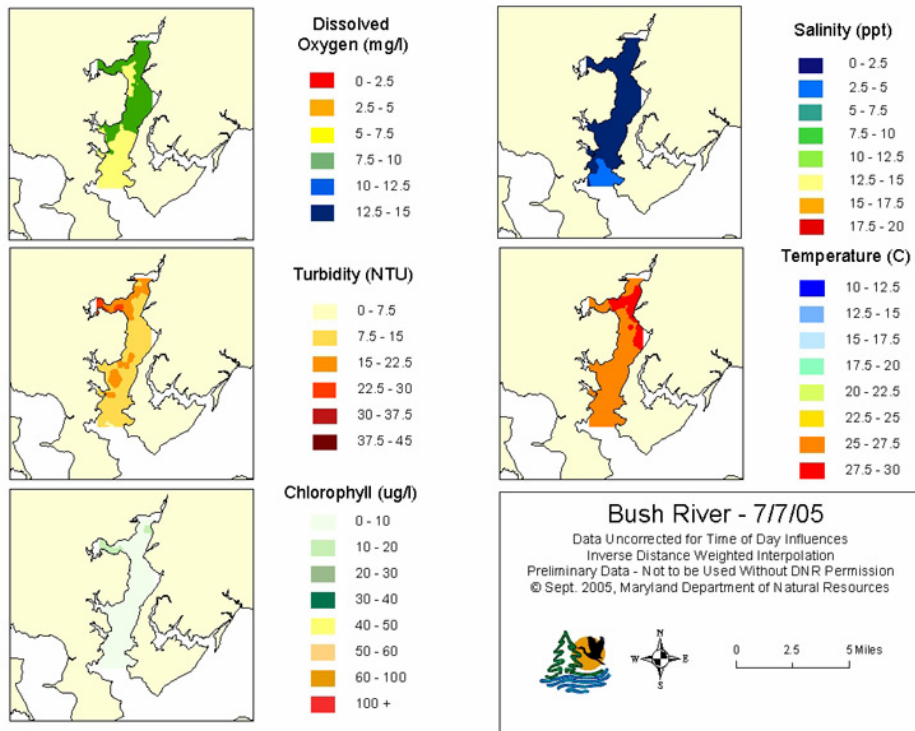 Dissolved
Oxygen (mg/l)
0 - 2.5
2.5 - 5
5 - 7.5
7.5 - 10
10 - 12.5
12.5 - 15
Salinity (ppt)
0 - 2.5
2.5 - 5
5 - 7.5
7.5 - 10
10 - 12.5
12.5 - 15
15 - 17.5
17.5 - 20
Turbidity (NTU)
0 - 7.5
7.5 - 15
15 - 22.5
22.5 - 30
30 - 37.5
37.5 - 45
Temperature (C)
10 - 12.5
12.5 - 15
15 - 17.5
17.5 - 20
20 - 22.5
22.5 - 25
25 - 27.5
27.5 - 30
Chlorophyll (ug/l)
0 - 10
10 - 20
20 - 30
30 - 40
40 - 50
50 - 60
60 - 100
100 +
Bush River - 7/7/05
Data Uncorrected for Time of Day Influences
Inverse Distance Weighted Interpolation
Preliminary Data - Not to be Used Without DNR Permission
© Sept. 2005, Maryland Department of Natural Resources
N
W E
S
0 2.5 5 Miles